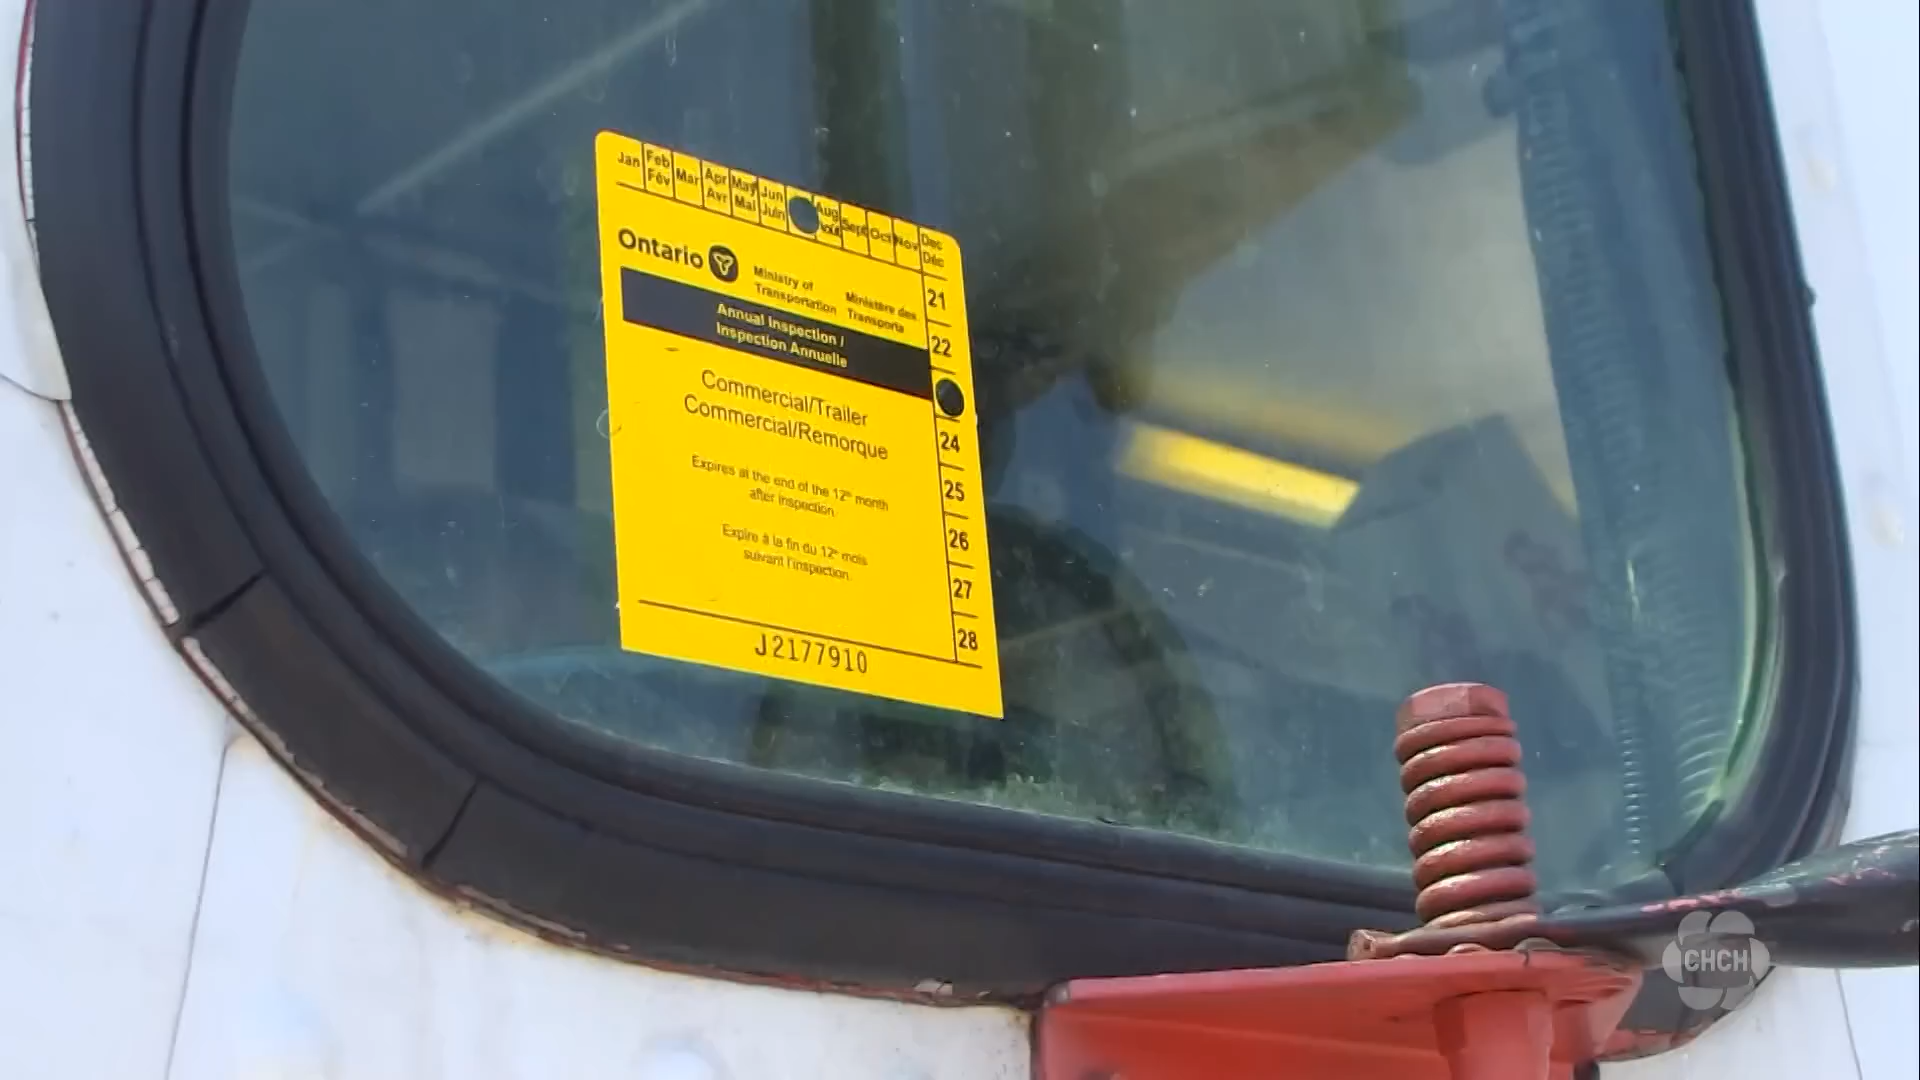 Jan Feb Fév Mar Apr Avr May Mai Jun Juin Aug Août Sept Oct Nov Dec Déc
Ontario
Ministry of Transportation
Ministère des Transports
21
22
Annual Inspection /
Inspection Annuelle
Commercial/Trailer
Commercial/Remorque
24
25
Expires at the end of the 12th month
after inspection.
26
Expire à la fin du 12e mois
suivant l'inspection.
27
28
J2177910
CHCH